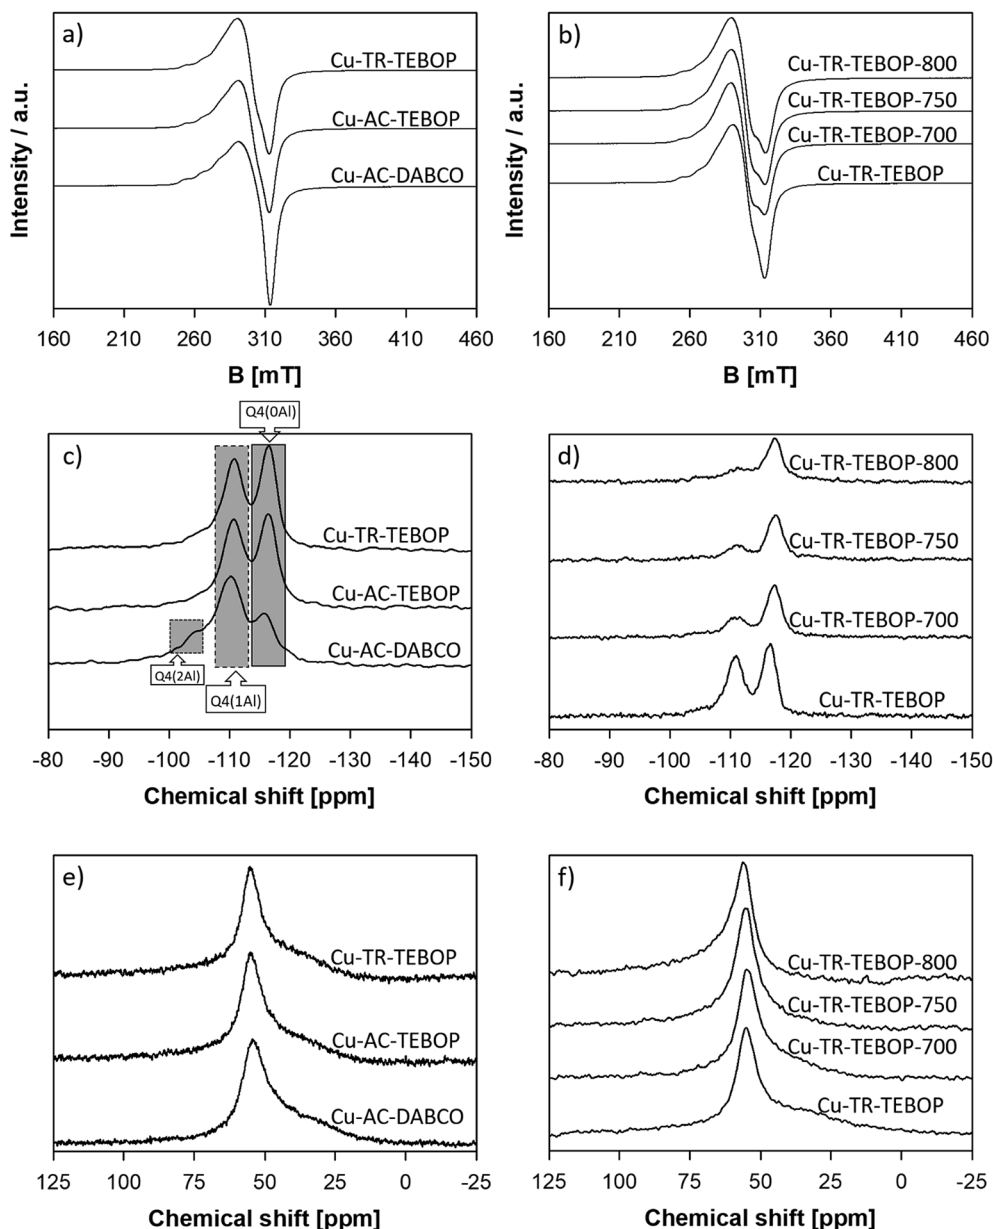 a)
Cu-TR-TEBOP
Cu-AC-TEBOP
Cu-AC-DABCO
Intensity / a.u.
160 210 260 310 360 410 460
B [mT]
b)
Cu-TR-TEBOP-800
Cu-TR-TEBOP-750
Cu-TR-TEBOP-700
Cu-TR-TEBOP
Intensity / a.u.
160 210 260 310 360 410 460
B [mT]
Q4(0Al)
c)
Cu-TR-TEBOP
Cu-AC-TEBOP
Cu-AC-DABCO
Q4(2Al)
Q4(1Al)
-80 -90 -100 -110 -120 -130 -140 -150
Chemical shift [ppm]
d)
Cu-TR-TEBOP-800
Cu-TR-TEBOP-750
Cu-TR-TEBOP-700
Cu-TR-TEBOP
-80 -90 -100 -110 -120 -130 -140 -150
Chemical shift [ppm]
e)
Cu-TR-TEBOP
Cu-AC-TEBOP
Cu-AC-DABCO
125 100 75 50 25 0 -25
Chemical shift [ppm]
f)
Cu-TR-TEBOP-800
Cu-TR-TEBOP-750
Cu-TR-TEBOP-700
Cu-TR-TEBOP
125 100 75 50 25 0 -25
Chemical shift [ppm]